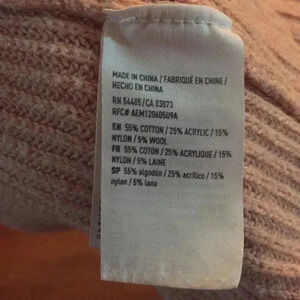 MADE IN CHINA / FABRIQUÉ EN CHINE /
HECHO EN CHINA
RN 54485/CA 03873
RFC# AEM120605U9A
EN 55% COTTON / 25% ACRYLIC / 15%
NYLON / 5% WOOL
FR 55% COTON / 25% ACRYLIQUE / 15%
NYLON / 5% LAINE
SP 55% algodón / 25% acrílico / 15%
nylon / 5% lana